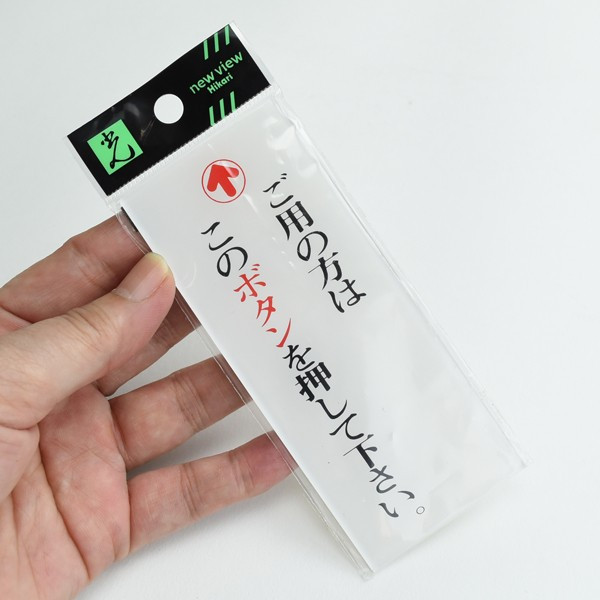 光
new view
Hikari
ご用の方は
このボタンを押して下さい。